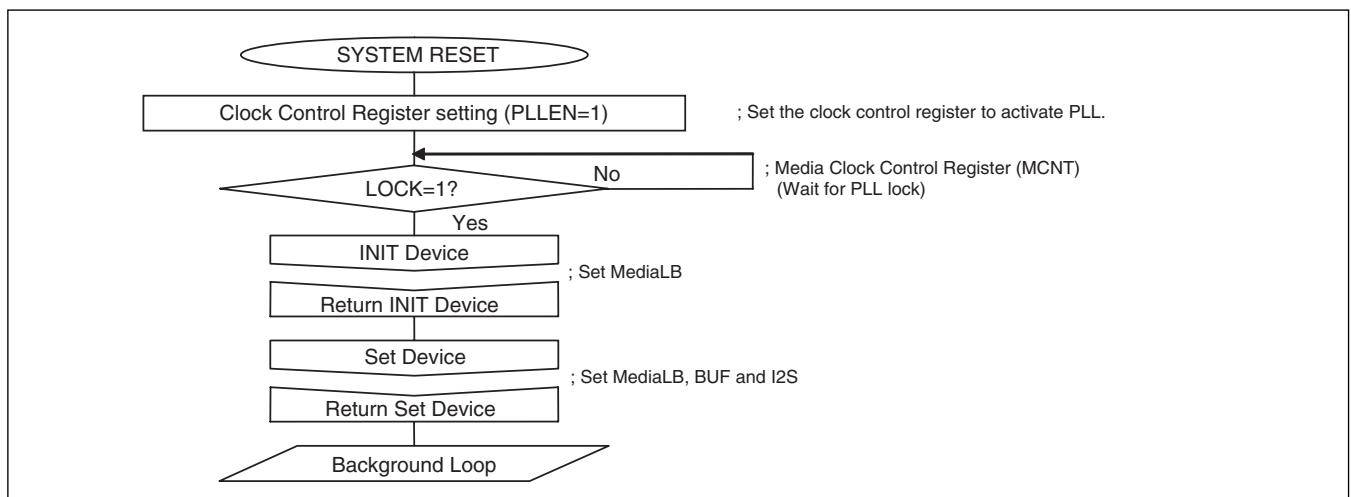 SYSTEM RESET
Clock Control Register setting (PLLEN=1)
; Set the clock control register to activate PLL.
LOCK=1?
No
; Media Clock Control Register (MCNT)
(Wait for PLL lock)
Yes
INIT Device
; Set MediaLB
Return INIT Device
Set Device
; Set MediaLB, BUF and I2S
Return Set Device
Background Loop